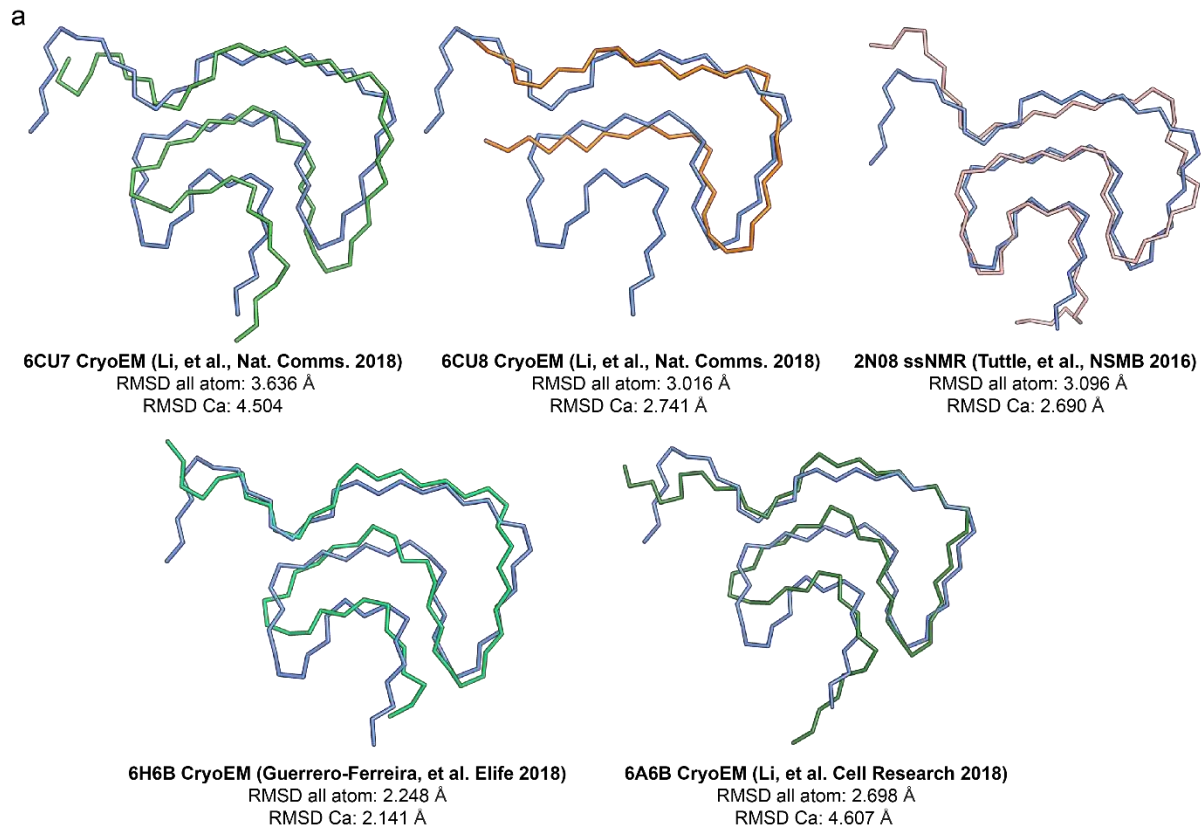 a
6CU7 CryoEM (Li, et al., Nat. Comms. 2018)
RMSD all atom: 3.636 Å
RMSD Ca: 4.504
6CU8 CryoEM (Li, et al., Nat. Comms. 2018)
RMSD all atom: 3.016 Å
RMSD Ca: 2.741 Å
2N08 ssNMR (Tuttle, et al., NSMB 2016)
RMSD all atom: 3.096 Å
RMSD Ca: 2.690 Å
6H6B CryoEM (Guerrero-Ferreira, et al. Elife 2018)
RMSD all atom: 2.248 Å
RMSD Ca: 2.141 Å
6A6B CryoEM (Li, et al. Cell Research 2018)
RMSD all atom: 2.698 Å
RMSD Ca: 4.607 Å